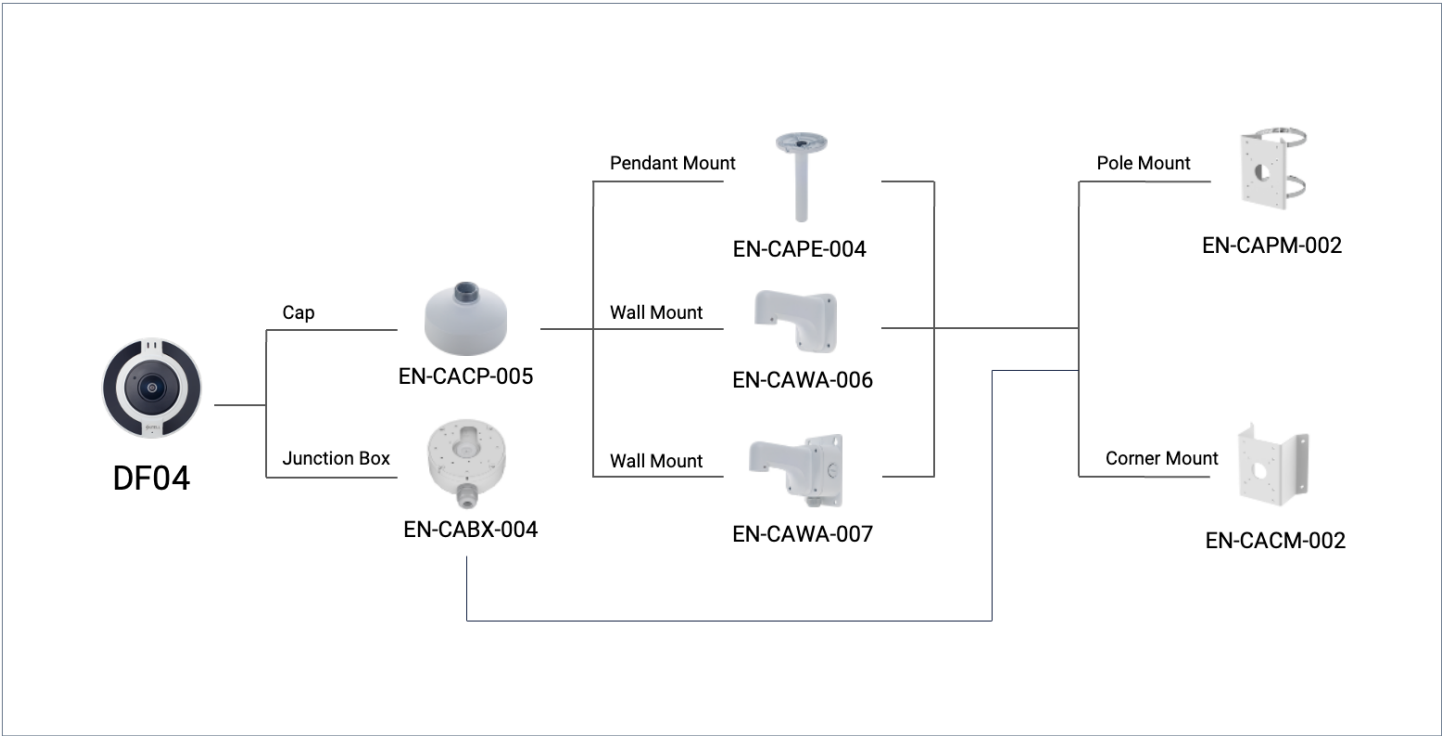 Pendant Mount
Pole Mount
EN-CAPE-004
EN-CAPM-002
Cap
Wall Mount
EN-CACP-005
EN-CAWA-006
DF04
Junction Box
Wall Mount
Corner Mount
EN-CABX-004
EN-CAWA-007
EN-CACM-002